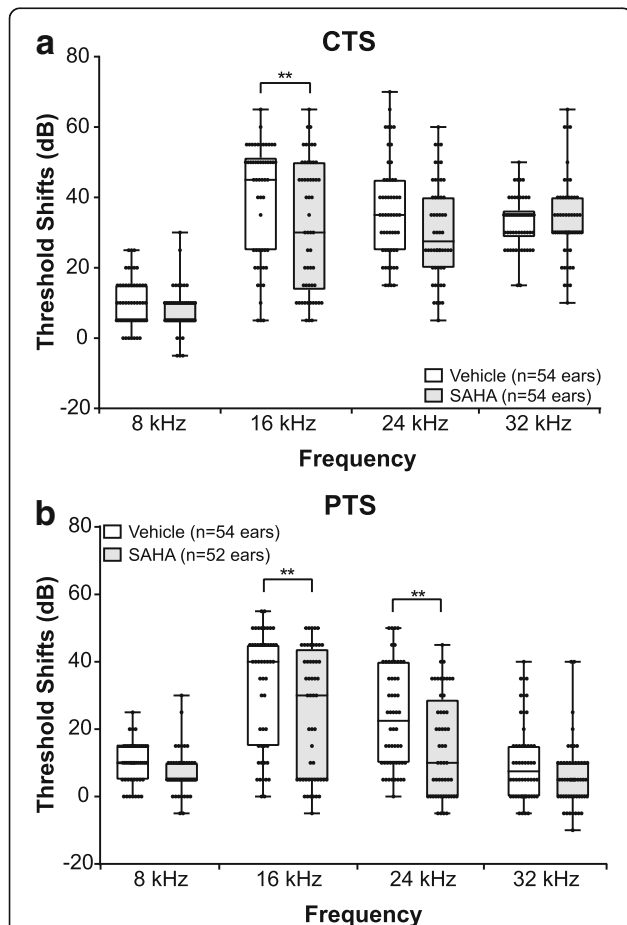 a
CTS
**
80
60
40
20
0
-20
Threshold Shifts (dB)
Vehicle (n=54 ears)
SAHA (n=54 ears)
8 kHz 16 kHz 24 kHz 32 kHz
Frequency
b
PTS
Vehicle (n=54 ears)
SAHA (n=52 ears)
** **
80
60
40
20
0
-20
Threshold Shifts (dB)
8 kHz 16 kHz 24 kHz 32 kHz
Frequency